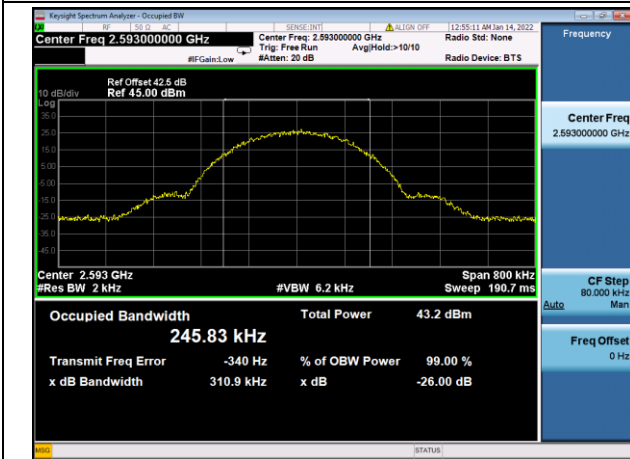 Keysight Spectrum Analyzer - Occupied BW
RF 50 Ω AC SENSE:INT ALIGN OFF 12:55:11 AM Jan 14, 2022
Center Freq 2.593000000 GHz
Center Freq: 2.593000000 GHz
Radio Std: None
Trig: Free Run Avg|Hold:>10/10
#IFGain:Low #Atten: 20 dB Radio Device: BTS
Frequency
Ref Offset 42.5 dB
10 dB/div Ref 45.00 dBm
Log
35.0
25.0
15.0
5.00
-5.00
-15.0
-25.0
-35.0
-45.0
Center 2.593 GHz Span 800 kHz
#Res BW 2 kHz #VBW 6.2 kHz Sweep 190.7 ms
Occupied Bandwidth Total Power 43.2 dBm
245.83 kHz
Transmit Freq Error -340 Hz % of OBW Power 99.00 %
x dB Bandwidth 310.9 kHz x dB -26.00 dB
Center Freq
2.593000000 GHz
CF Step
80.000 kHz
Auto Man
Freq Offset
0 Hz
MSG STATUS